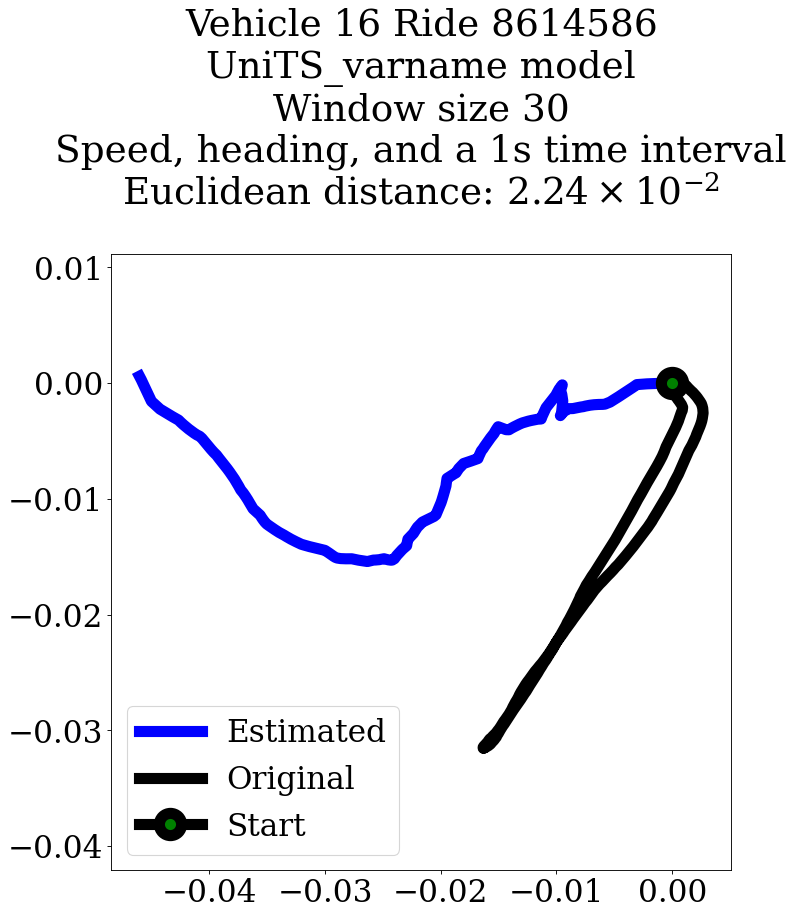 Vehicle 16 Ride 8614586
UniTS_varname model
Window size 30
Speed, heading, and a 1s time interval
Euclidean distance: 2.24 × 10⁻²
0.01
0.00
−0.01
−0.02
−0.03
−0.04
Estimated
Original
Start
−0.04 −0.03 −0.02 −0.01 0.00